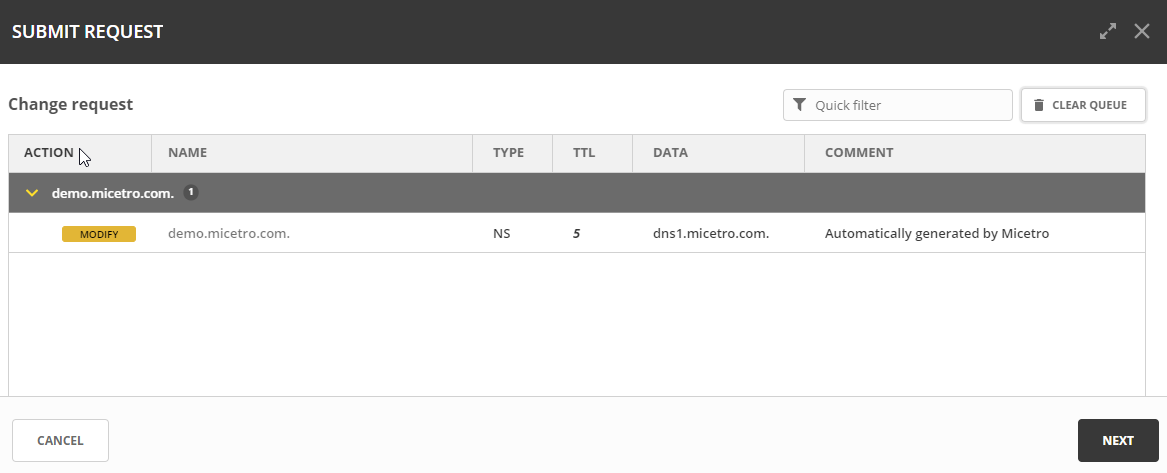 SUBMIT REQUEST
Change request
Quick filter
CLEAR QUEUE
ACTION NAME TYPE TTL DATA COMMENT
demo.micetro.com. 1
MODIFY demo.micetro.com. NS 5 dns1.micetro.com. Automatically generated by Micetro
CANCEL
NEXT